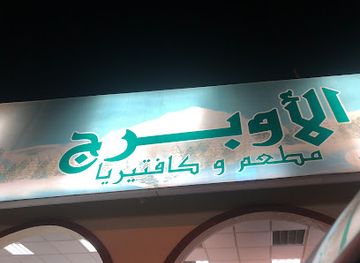 الأوبرج
مطعم و كافتيريا